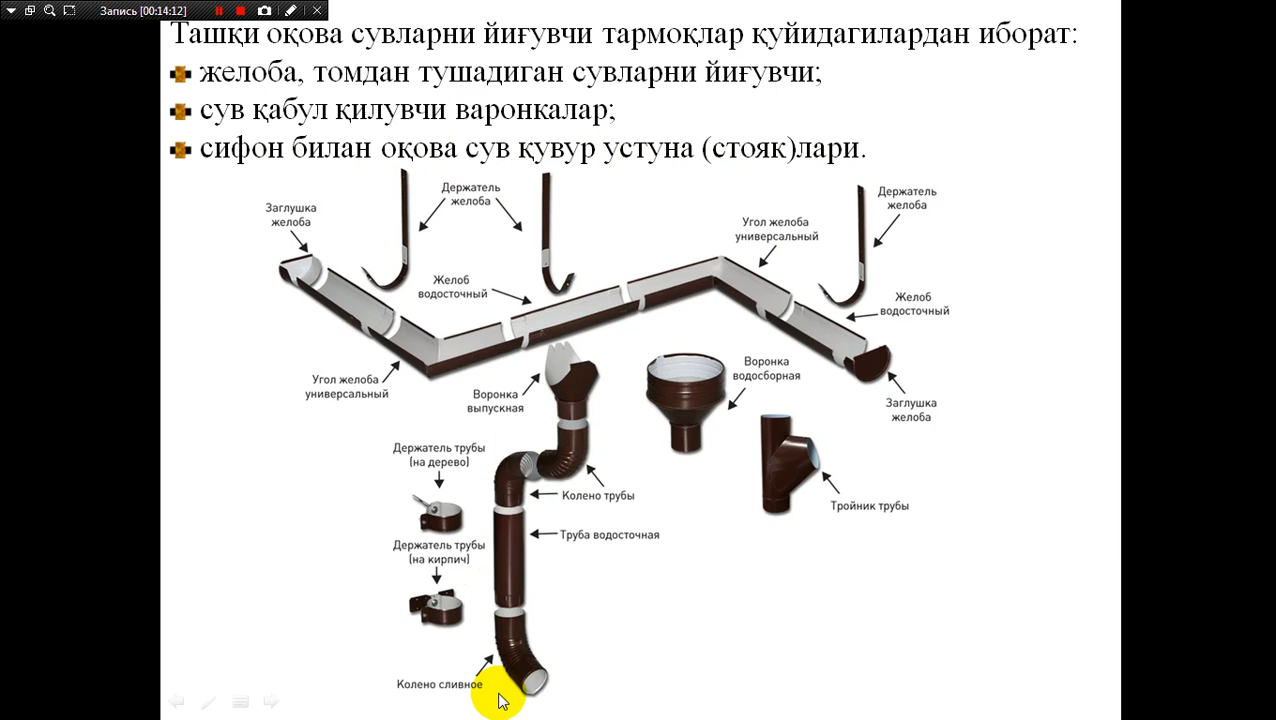 Запись [00:14:12]
Ташқи оқова сувларни йиғувчи тармоқлар қуйидагилардан иборат:
желоба, томдан тушадиган сувларни йиғувчи;
сув қабул қилувчи варонкалар;
сифон билан оқова сув қувур устуна (стояк)лари.
Держатель
желоба
Держатель
желоба
Заглушка
желоба
Угол желоба
универсальный
Желоб
водосточный
Желоб
водосточный
Угол желоба
универсальный
Воронка
выпускная
Воронка
водосборная
Заглушка
желоба
Держатель трубы
(на дерево)
Колено трубы
Тройник трубы
Труба водосточная
Держатель трубы
(на кирпич)
Колено сливное